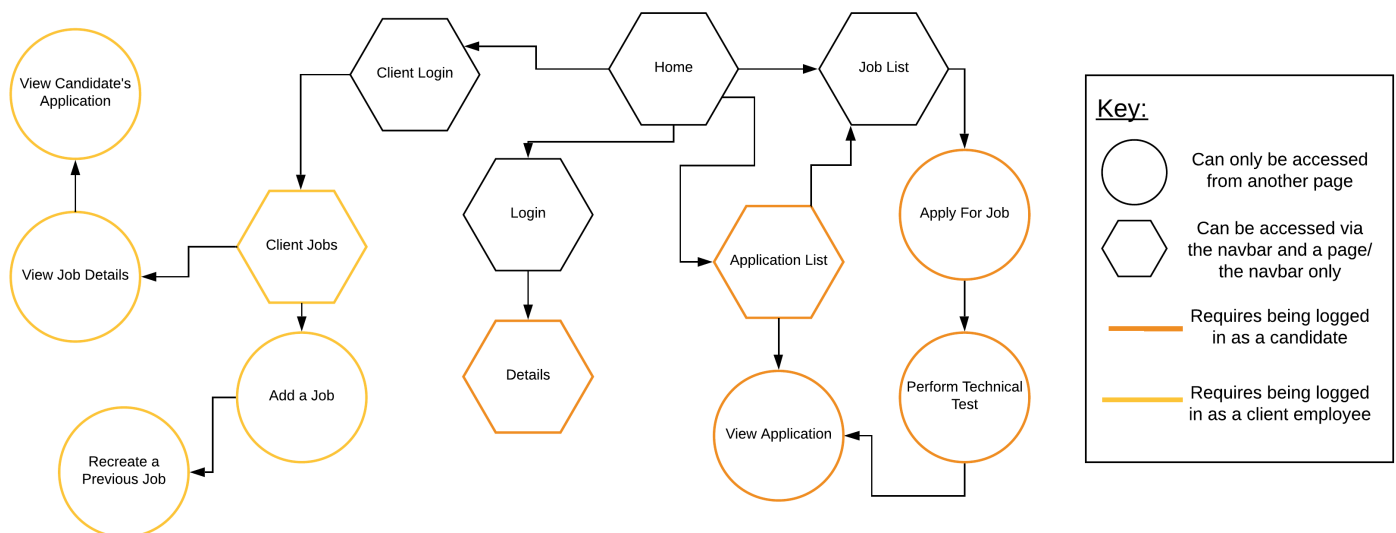 View Candidate's
Application
Client Login
Home
Job List
Key:
Can only be accessed
from another page
Login
Apply For Job
Client Jobs
Application List
View Job Details
Can be accessed via
the navbar and a page/
the navbar only
Requires being logged
in as a candidate
Details
Add a Job
Perform Technical
Test
View Application
Requires being logged
in as a client employee
Recreate a
Previous Job